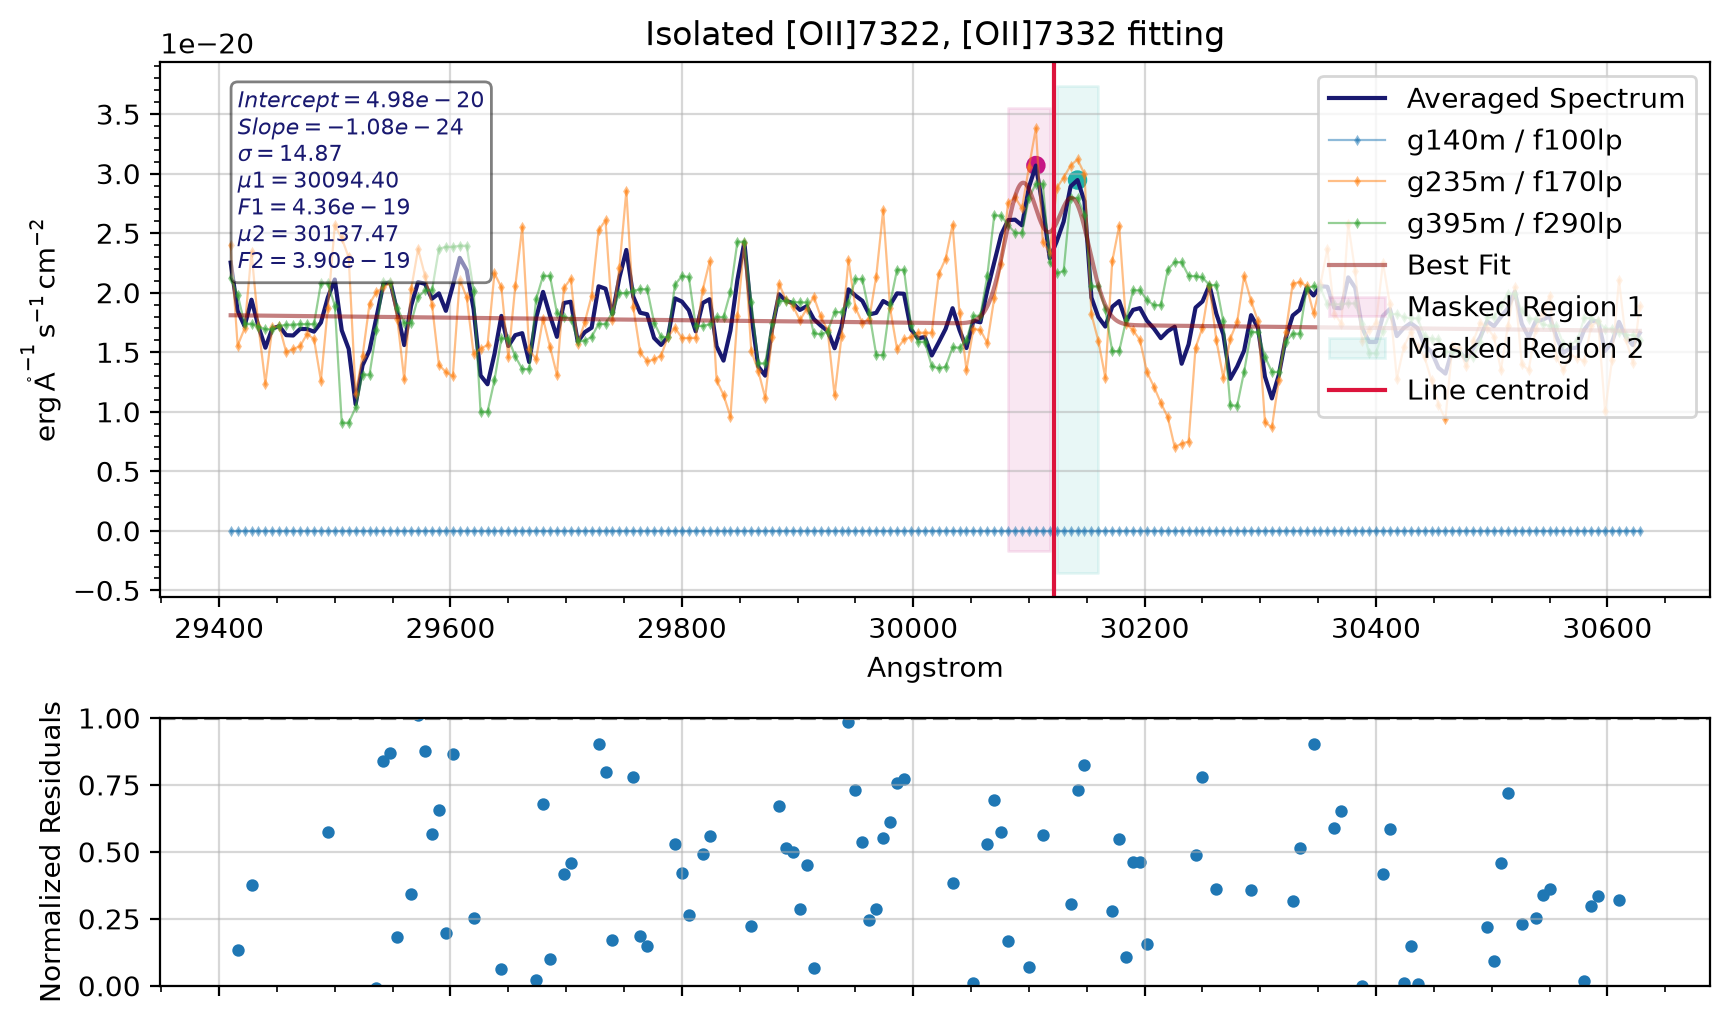 Isolated [OII]7322, [OII]7332 fitting
1e−20
Intercept = 4.98e − 20
Slope = −1.08e − 24
σ = 14.87
μ1 = 30094.40
F1 = 4.36e − 19
μ2 = 30137.47
F2 = 3.90e − 19
Averaged Spectrum
g140m / f100lp
g235m / f170lp
g395m / f290lp
Best Fit
Masked Region 1
Masked Region 2
Line centroid
3.5
3.0
2.5
2.0
1.5
1.0
0.5
0.0
−0.5
erg Å⁻¹ s⁻¹ cm⁻²
29400 29600 29800 30000 30200 30400 30600
Angstrom
1.00
0.75
0.50
0.25
0.00
Normalized Residuals